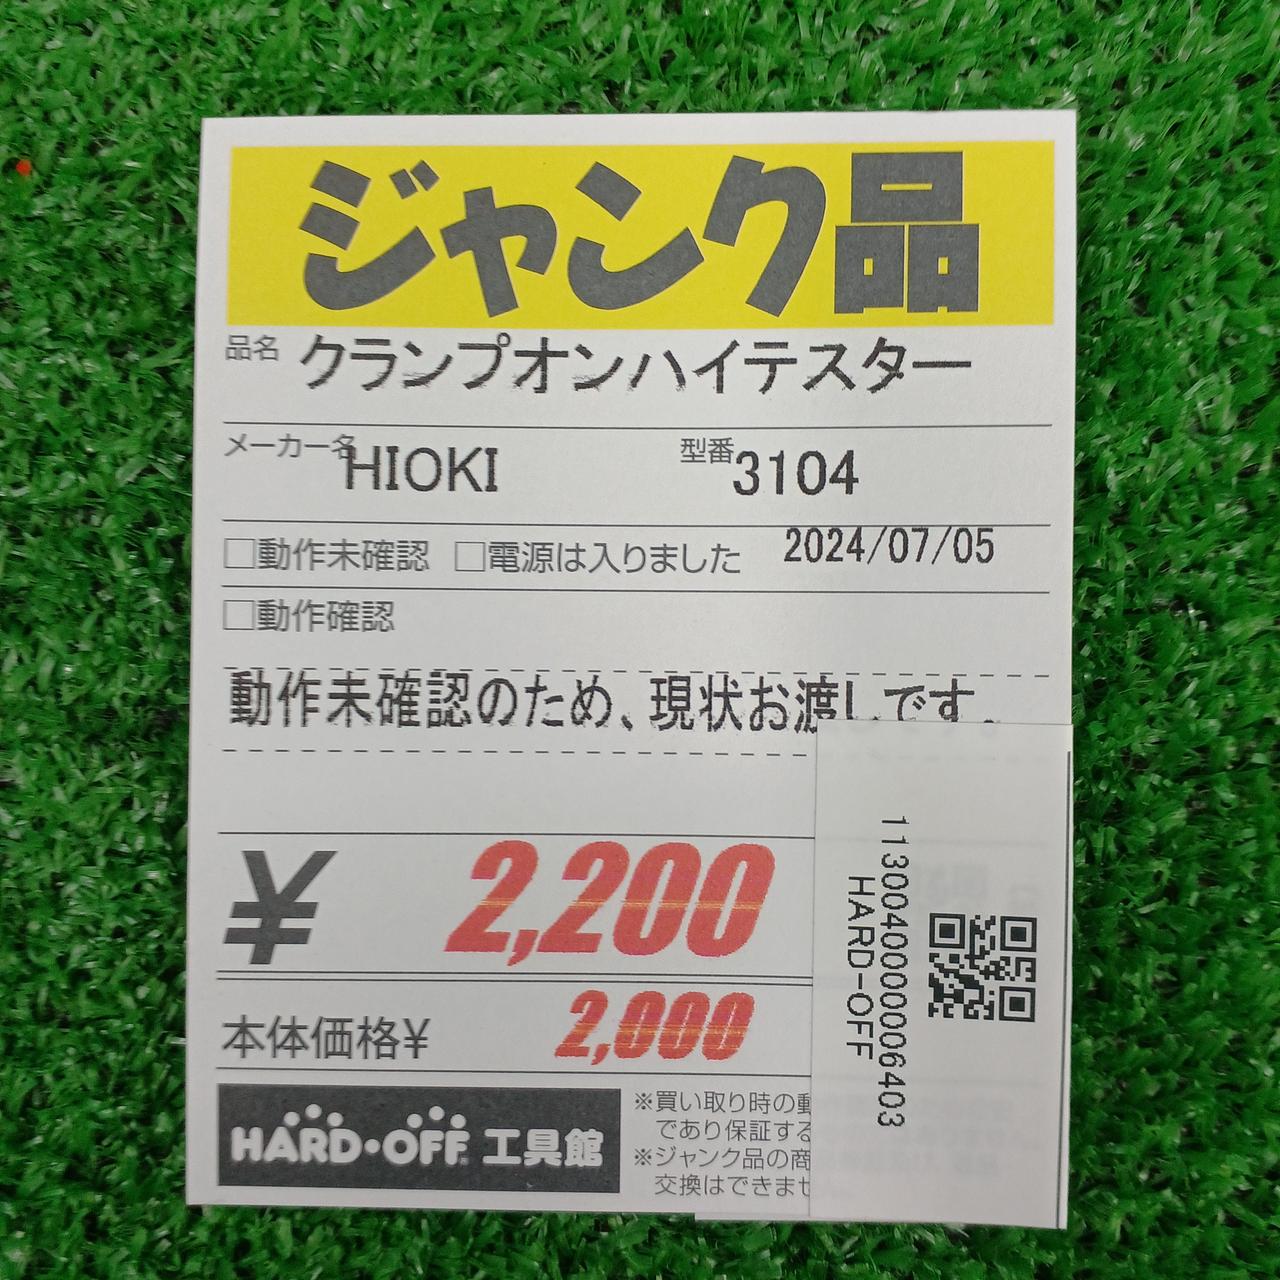 ジャンク品
品名 クランプオンハイテスター
メーカー名 HIOKI 型番 3104
□動作未確認 □電源は入りました 2024/07/05
□動作確認
動作未確認のため、現状お渡しです。
¥ 2,200
本体価格¥ 2,000
HARD・OFF 工具館
※買い取り時の動
であり保証する
※ジャンク品の商
交換はできませ
1130040000006403
HARD-OFF